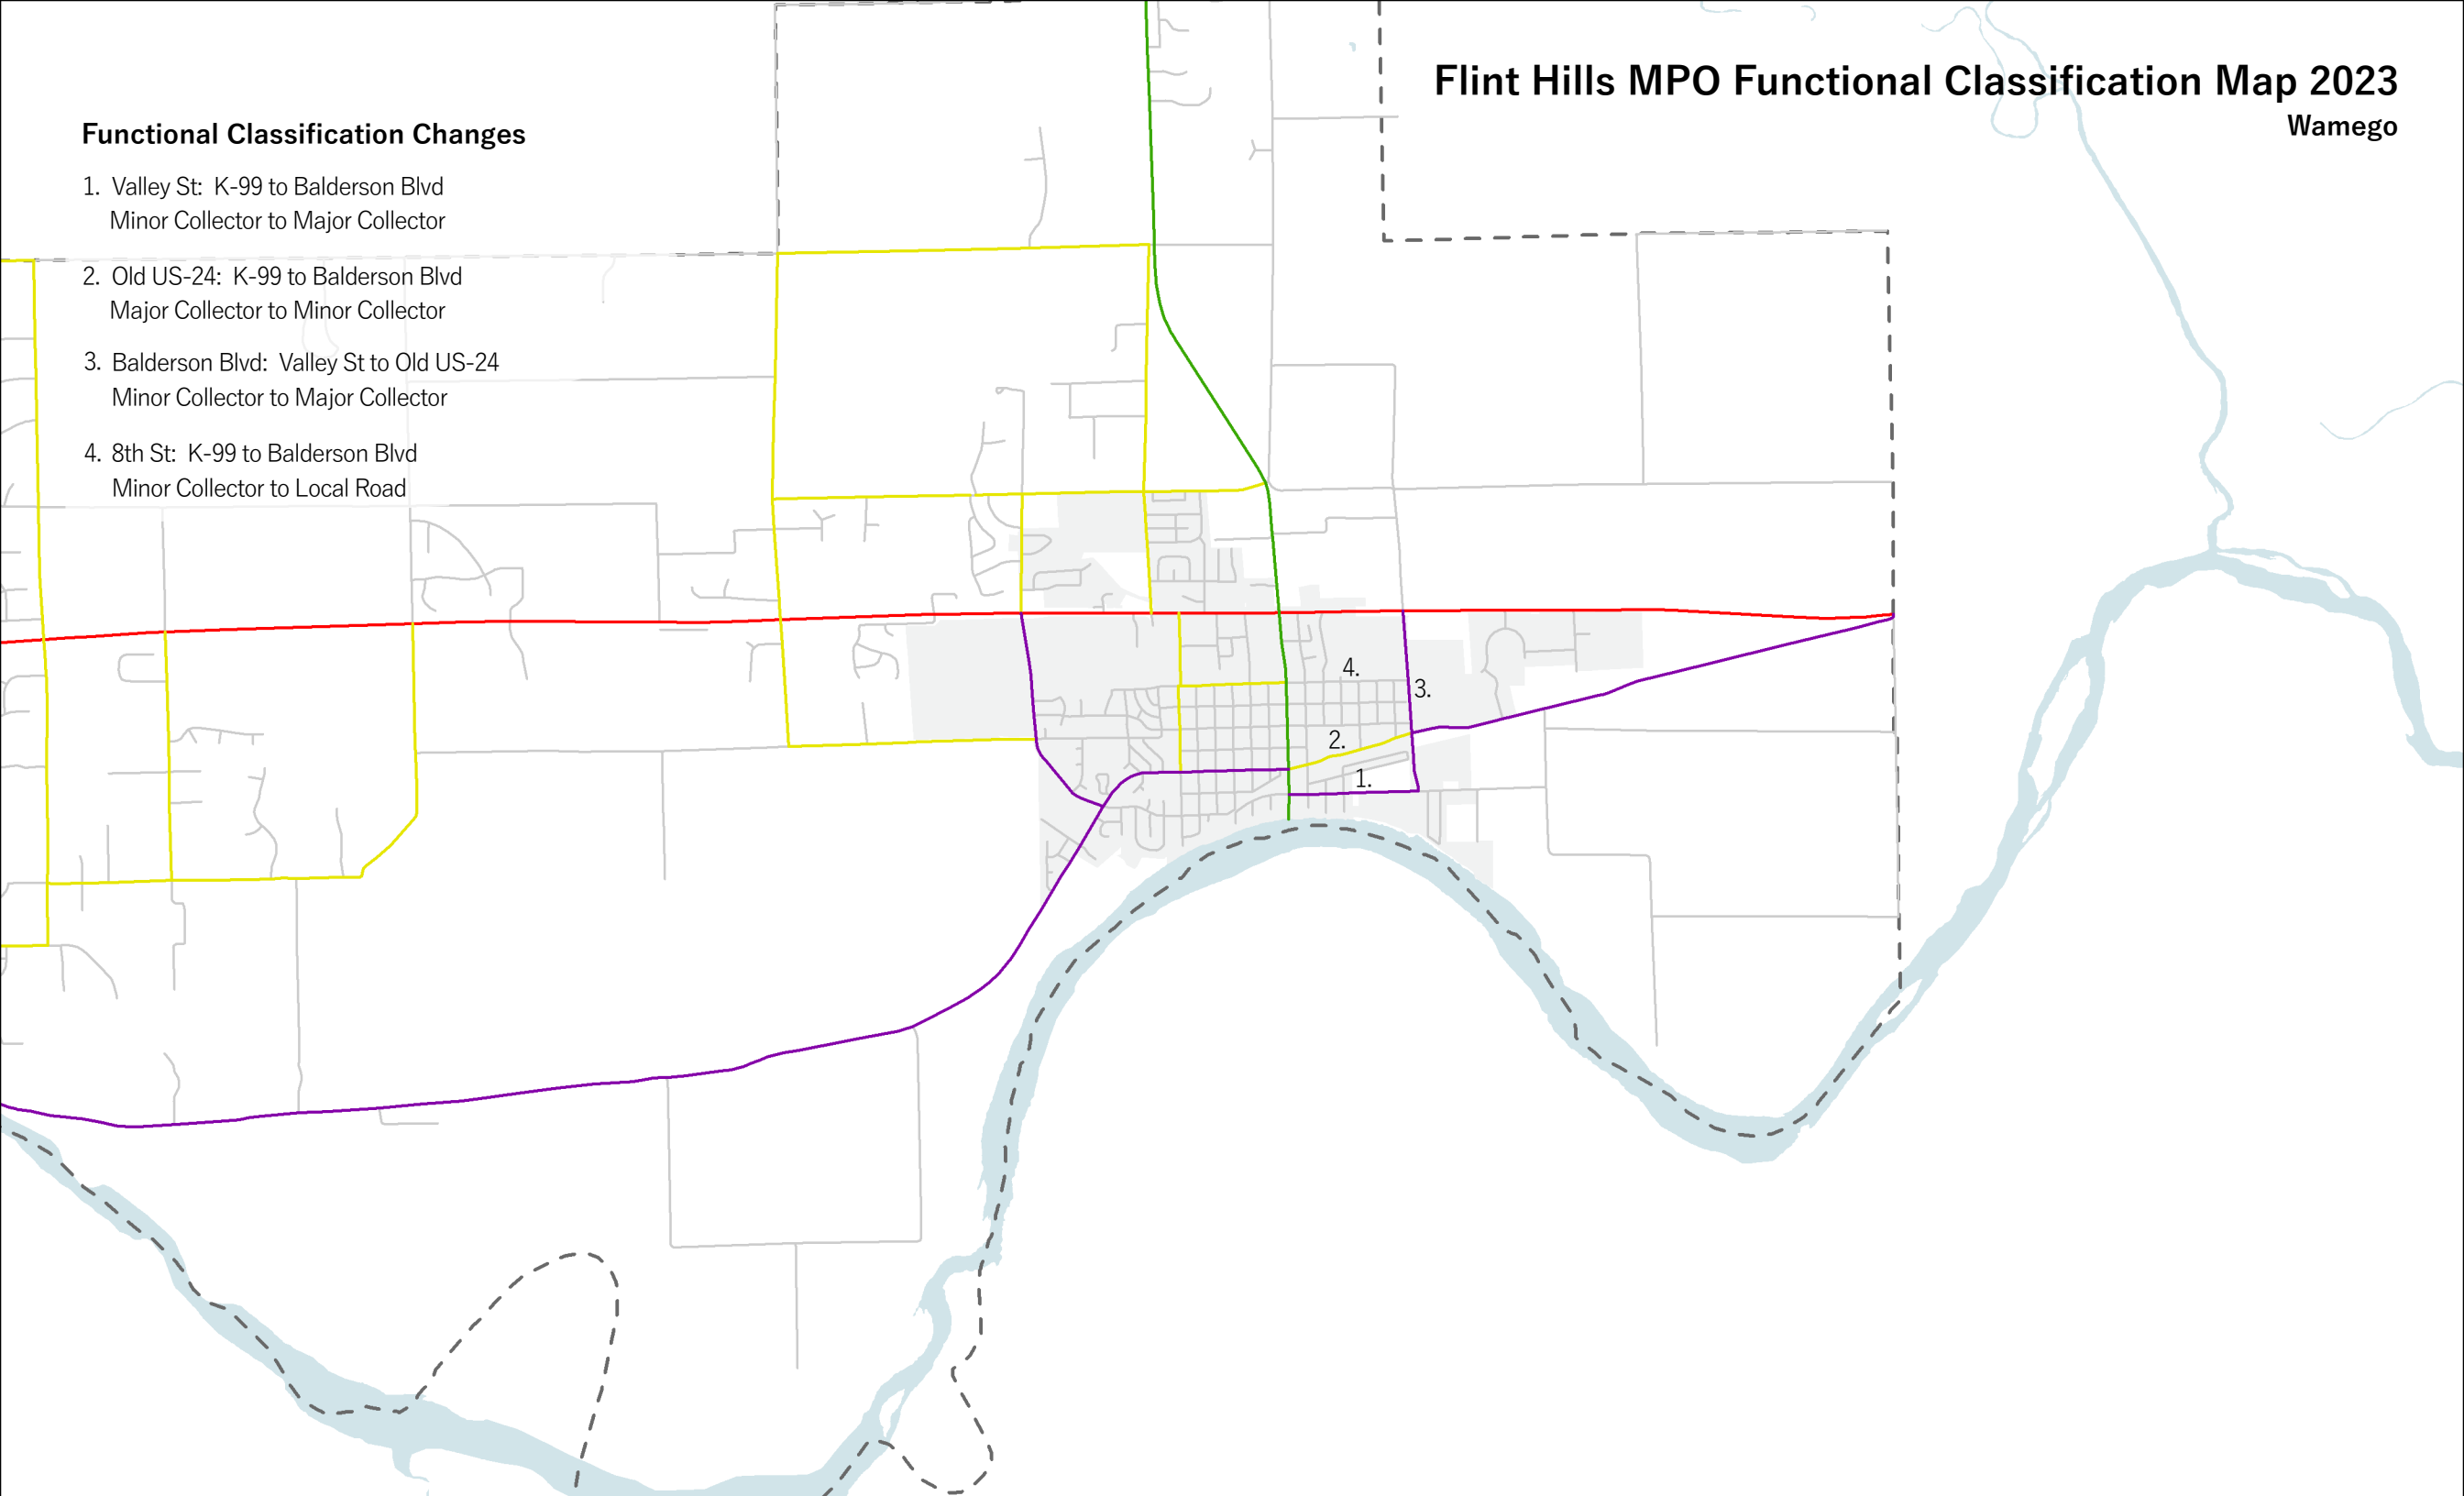 Flint Hills MPO Functional Classification Map 2023
Wamego
Functional Classification Changes
1. Valley St: K-99 to Balderson Blvd
Minor Collector to Major Collector
2. Old US-24: K-99 to Balderson Blvd
Major Collector to Minor Collector
3. Balderson Blvd: Valley St to Old US-24
Minor Collector to Major Collector
4. 8th St: K-99 to Balderson Blvd
Minor Collector to Local Road
4.
3.
2.
1.